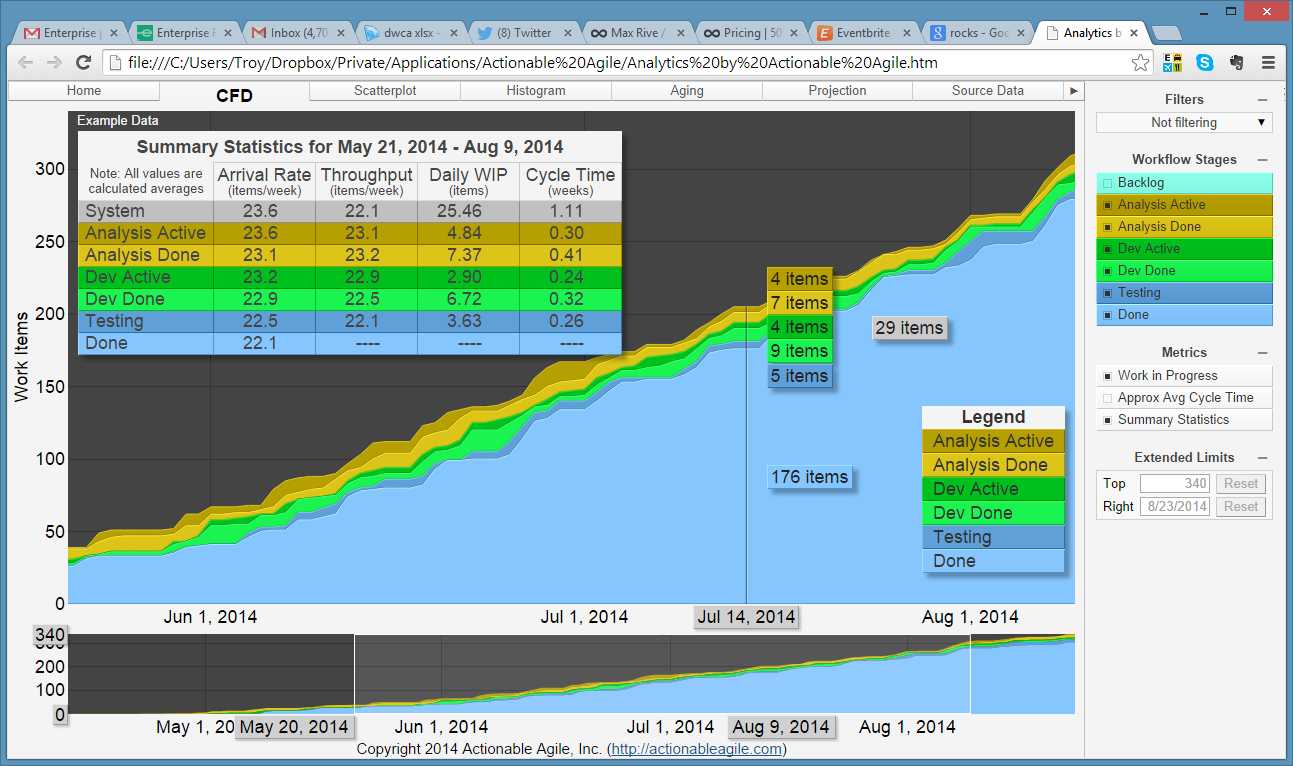 Enterprise
Enterprise
Inbox (4,70
dwca xlsx -
(8) Twitter
Max Rive /
Pricing | 50
Eventbrite
rocks - Goo
Analytics b
file:///C:/Users/Troy/Dropbox/Private/Applications/Actionable%20Agile/Analytics%20by%20Actionable%20Agile.htm
Home
CFD
Scatterplot
Histogram
Aging
Projection
Source Data
Example Data
Summary Statistics for May 21, 2014 - Aug 9, 2014
Note: All values are calculated averages
Arrival Rate (items/week)
Throughput (items/week)
Daily WIP (items)
Cycle Time (weeks)
System 23.6 22.1 25.46 1.11
Analysis Active 23.6 23.1 4.84 0.30
Analysis Done 23.1 23.2 7.37 0.41
Dev Active 23.2 22.9 2.90 0.24
Dev Done 22.9 22.5 6.72 0.32
Testing 22.5 22.1 3.63 0.26
Done 22.1 ---- ---- ----
Work Items
300
250
200
150
100
50
0
4 items
7 items
4 items
9 items
5 items
29 items
176 items
Legend
Analysis Active
Analysis Done
Dev Active
Dev Done
Testing
Done
Jun 1, 2014
Jul 1, 2014
Jul 14, 2014
Aug 1, 2014
340
200
100
0
May 1, 20
May 20, 2014
Jun 1, 2014
Jul 1, 2014
Aug 9, 2014
Aug 1, 2014
Copyright 2014 Actionable Agile, Inc. (http://actionableagile.com)
Filters
Not filtering
Workflow Stages
Backlog
Analysis Active
Analysis Done
Dev Active
Dev Done
Testing
Done
Metrics
Work in Progress
Approx Avg Cycle Time
Summary Statistics
Extended Limits
Top 340 Reset
Right 8/23/2014 Reset